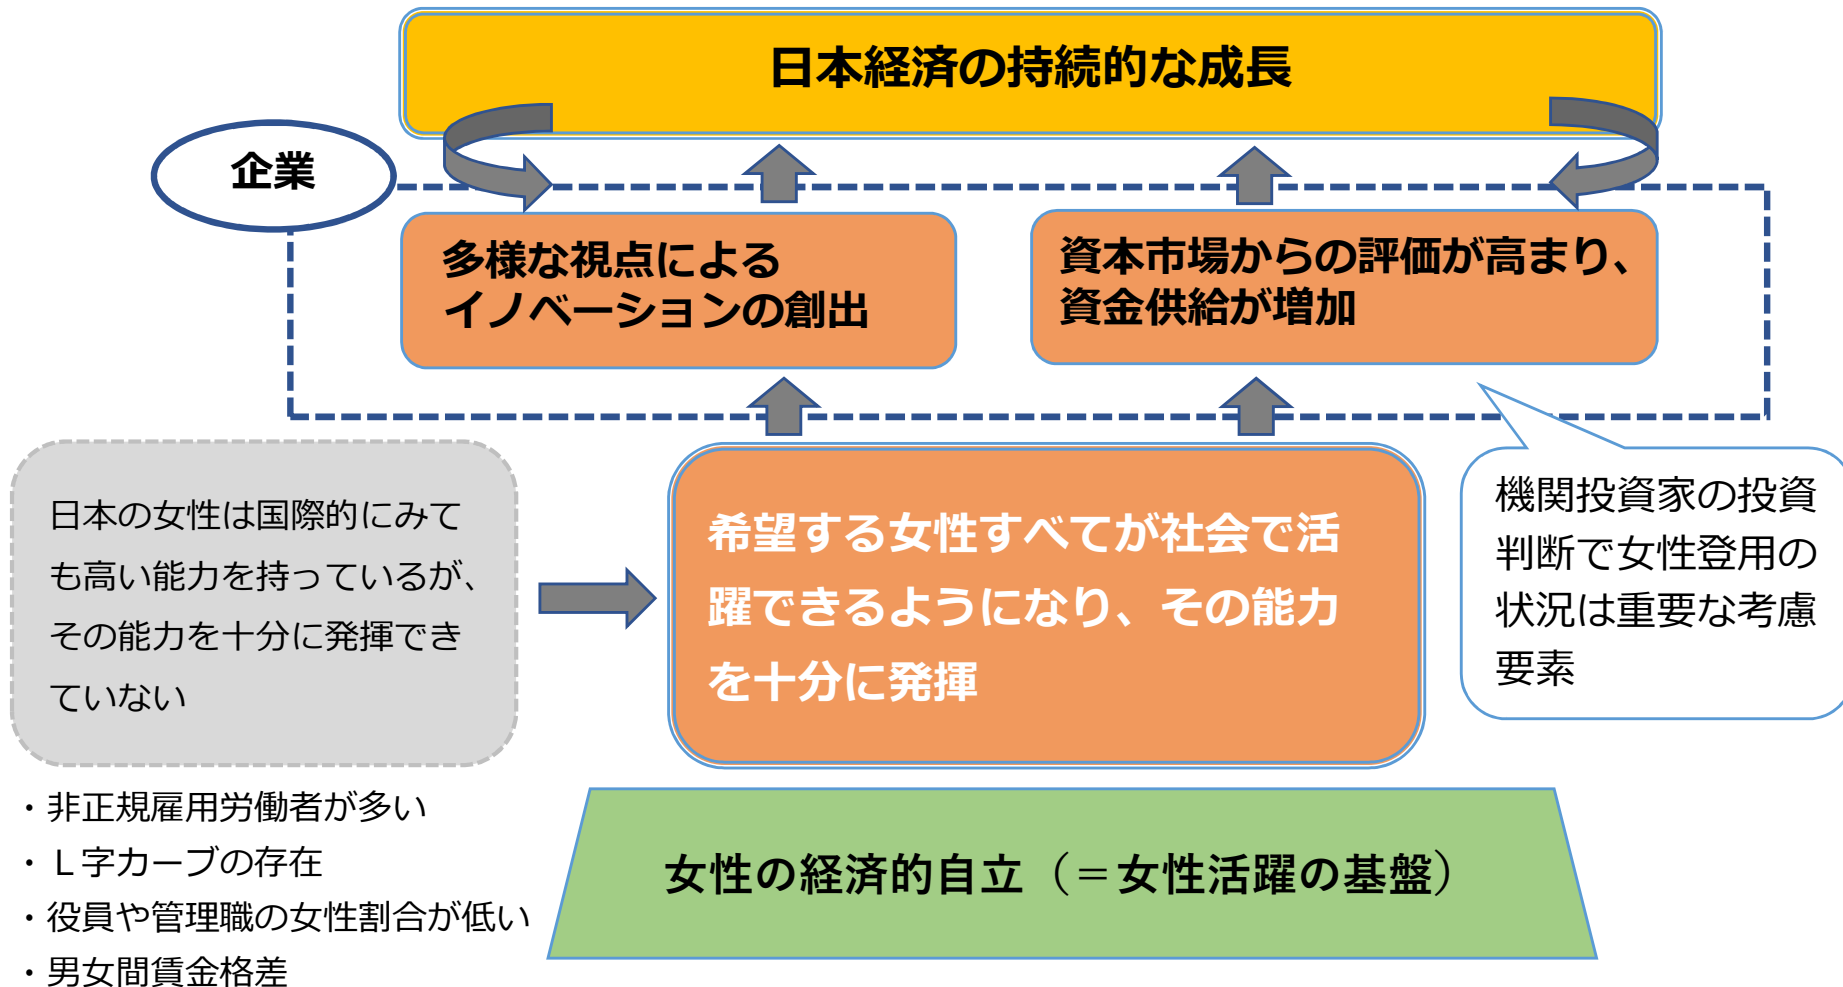 日本経済の持続的な成長
企業
多様な視点による
イノベーションの創出
資本市場からの評価が高まり、
資金供給が増加
日本の女性は国際的にみて
も高い能力を持っているが、
その能力を十分に発揮でき
ていない
希望する女性すべてが社会で活
躍できるようになり、その能力
を十分に発揮
機関投資家の投資
判断で女性登用の
状況は重要な考慮
要素
・非正規雇用労働者が多い
・Ｌ字カーブの存在
・役員や管理職の女性割合が低い
・男女間賃金格差
女性の経済的自立（＝女性活躍の基盤）